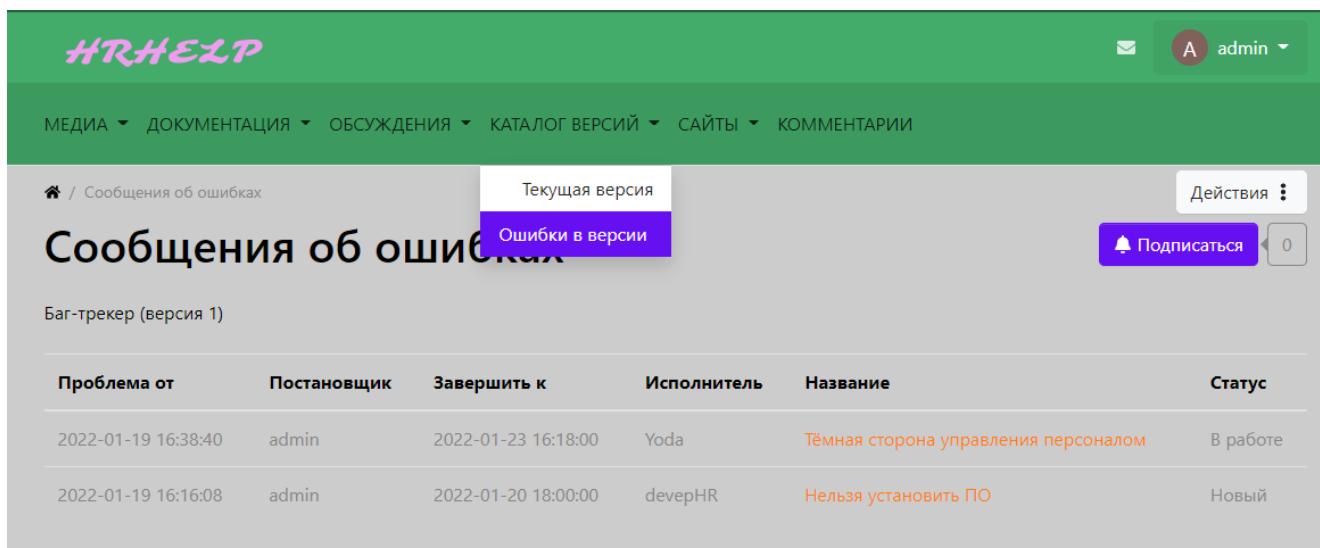 HRHELP
A admin
МЕДИА ДОКУМЕНТАЦИЯ ОБСУЖДЕНИЯ КАТАЛОГ ВЕРСИЙ САЙТЫ КОММЕНТАРИИ
/ Сообщения об ошибках
Текущая версия
Действия
Ошибки в версии
Сообщения об ошибках
Подписаться 0
Баг-трекер (версия 1)
Проблема от Постановщик Завершить к Исполнитель Название Статус
2022-01-19 16:38:40 admin 2022-01-23 16:18:00 Yoda Тёмная сторона управления персоналом В работе
2022-01-19 16:16:08 admin 2022-01-20 18:00:00 devepHR Нельзя установить ПО Новый